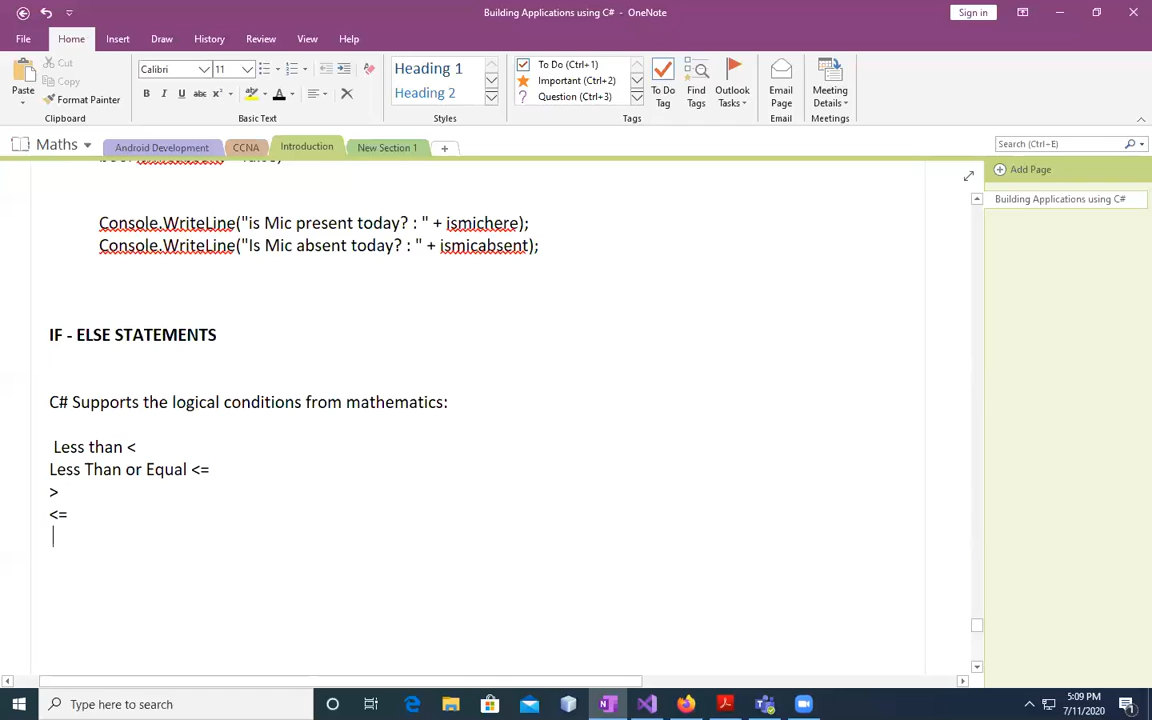 Building Applications using C# - OneNote
Sign in
File Home Insert Draw History Review View Help
Paste
Cut
Copy
Format Painter
Clipboard
Calibri 11
B I U abc x² A
Basic Text
Heading 1
Heading 2
Styles
To Do (Ctrl+1)
Important (Ctrl+2)
Question (Ctrl+3)
To Do Tag
Find Tags
Outlook Tasks
Tags
Email Page
Email
Meeting Details
Meetings
Maths
Android Development
CCNA
Introduction
New Section 1
Search (Ctrl+E)
Add Page
Building Applications using C#
Console.WriteLine("is Mic present today? : " + ismichere);
Console.WriteLine("Is Mic absent today? : " + ismicabsent);
IF - ELSE STATEMENTS
C# Supports the logical conditions from mathematics:
Less than <
Less Than or Equal <=
>
<=
Type here to search
5:09 PM
7/11/2020
1